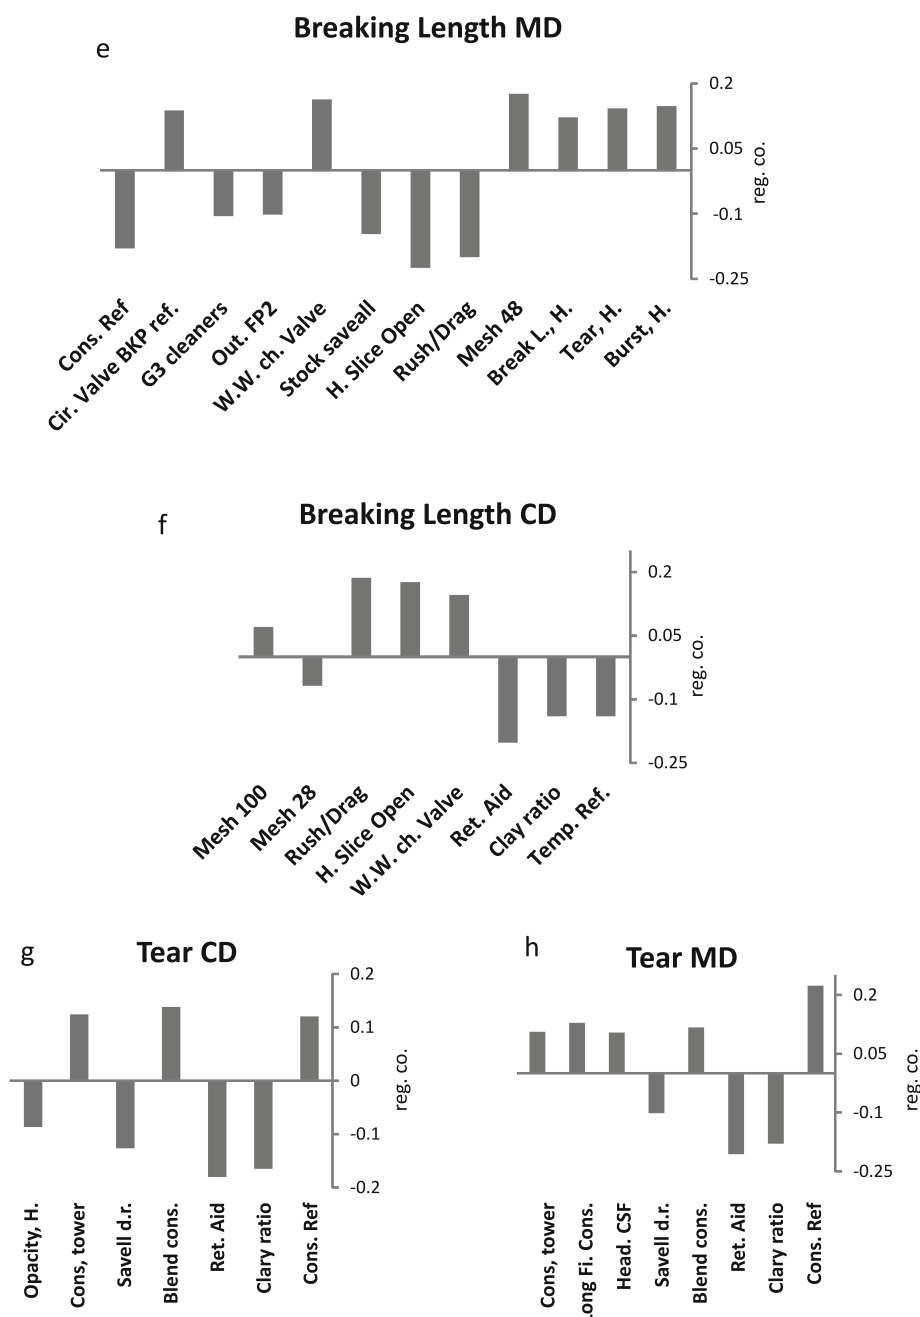 e
Breaking Length MD
0.2
0.05
-0.1
-0.25
reg. co.
Cons. Ref
Cir. Valve BKP ref.
G3 cleaners
Out. FP2
W.W. ch. Valve
Stock saveall
H. Slice Open
Rush/Drag
Mesh 48
Break L., H.
Tear, H.
Burst, H.
f
Breaking Length CD
0.2
0.05
-0.1
-0.25
reg. co.
Mesh 100
Mesh 28
Rush/Drag
H. Slice Open
W.W. ch. Valve
Ret. Aid
Clay ratio
Temp. Ref.
g
Tear CD
0.2
0.1
0
-0.1
-0.2
reg. co.
Opacity, H.
Cons, tower
Savell d.r.
Blend cons.
Ret. Aid
Clary ratio
Cons. Ref
h
Tear MD
0.2
0.05
-0.1
-0.25
reg. co.
Cons, tower
ong Fi. Cons.
Head. CSF
Savell d.r.
Blend cons.
Ret. Aid
Clary ratio
Cons. Ref